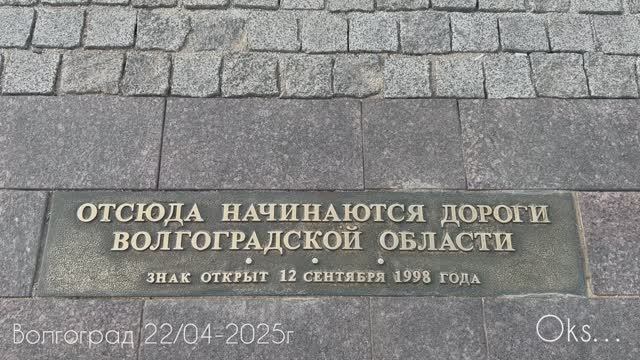 ОТСЮДА НАЧИНАЮТСЯ ДОРОГИ
ВОЛГОГРАДСКОЙ ОБЛАСТИ
ЗНАК ОТКРЫТ 12 СЕНТЯБРЯ 1998 ГОДА
Волгоград 22/04-2025г
Oks...